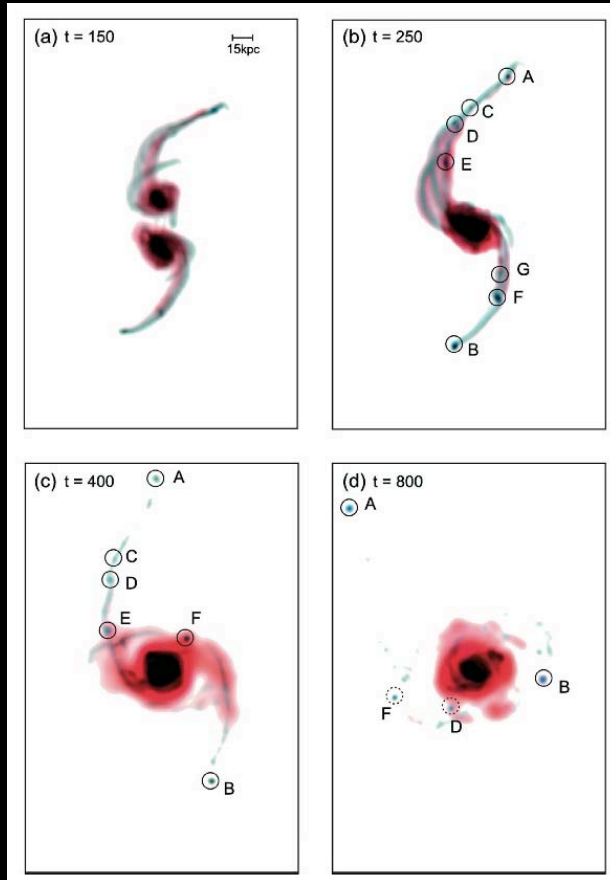 (a) t = 150
15kpc
(b) t = 250
A
C
D
E
G
F
B
(c) t = 400
A
C
D
E
F
B
(d) t = 800
A
B
F
D